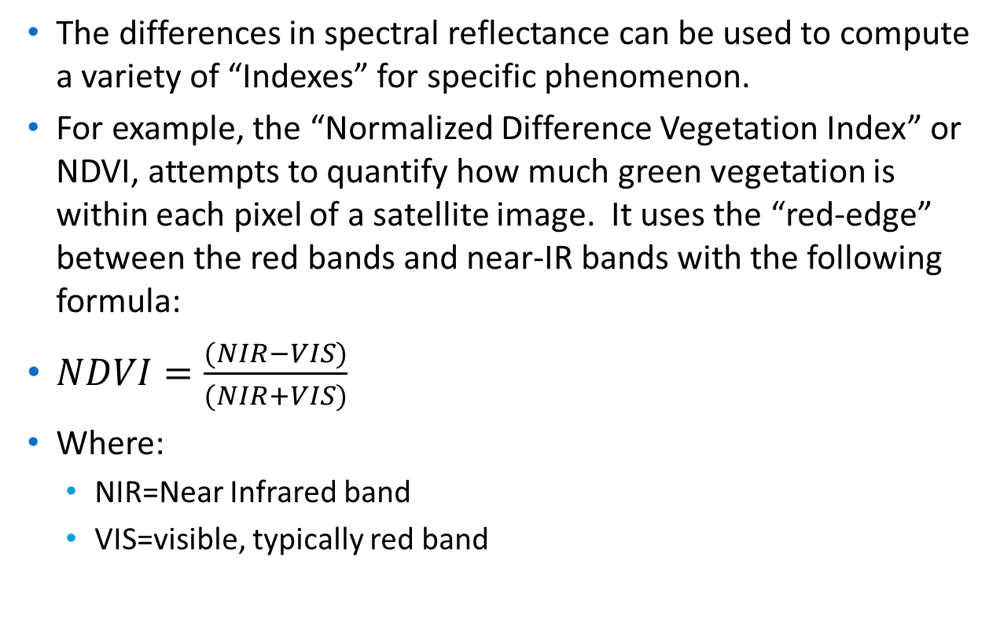 • The differences in spectral reflectance can be used to compute
a variety of “Indexes” for specific phenomenon.
• For example, the “Normalized Difference Vegetation Index” or
NDVI, attempts to quantify how much green vegetation is
within each pixel of a satellite image.  It uses the “red-edge”
between the red bands and near-IR bands with the following
formula:
• NDVI = (NIR−VIS)/(NIR+VIS)
• Where:
• NIR=Near Infrared band
• VIS=visible, typically red band